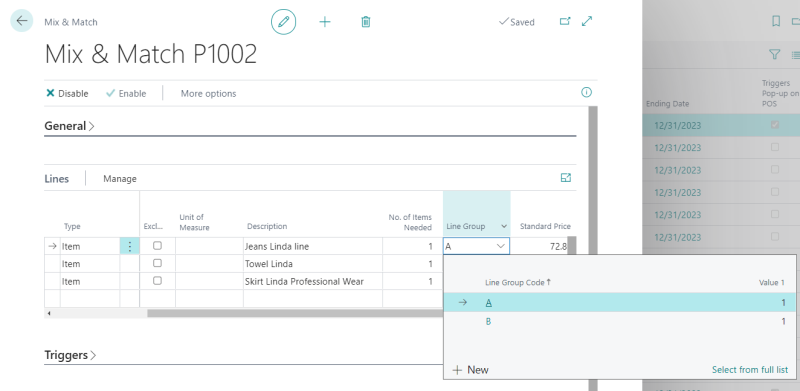 Mix & Match
Saved
Mix & Match P1002
Disable
Enable
More options
General
Lines
Manage
Type
Excl...
Unit of
Measure
Description
No. of Items
Needed
Line Group
Standard Price
Item
Jeans Linda line
1
A
72.8
Item
Towel Linda
1
Item
Skirt Linda Professional Wear
1
Line Group Code
Value 1
A
1
B
1
New
Select from full list
Triggers
Ending Date
Triggers
Pop-up on
POS
12/31/2023
12/31/2023
12/31/2023
12/31/2023
12/31/2023
12/31/2023